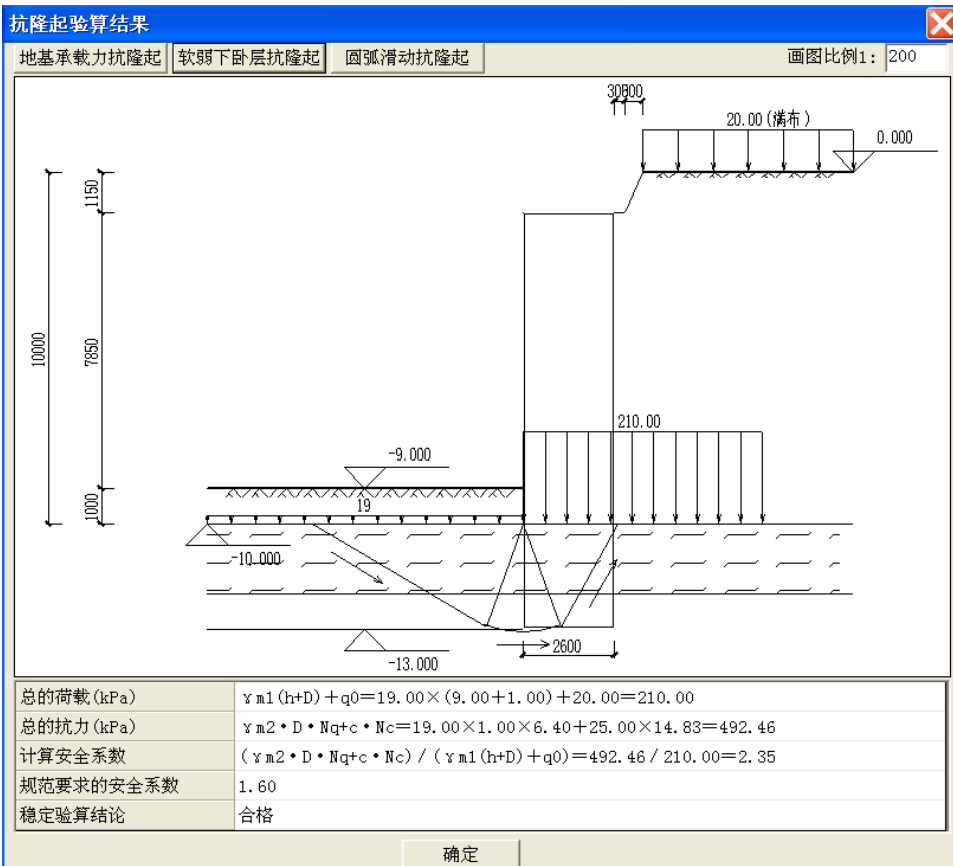 抗隆起验算结果
地基承载力抗隆起 软弱下卧层抗隆起 圆弧滑动抗隆起 画图比例1: 200
20.00(满布)
0.000
1150
10000
7850
210.00
-9.000
1000
19
-10.000
2600
-13.000
总的荷载(kPa) γm1(h+D)+q0=19.00×(9.00+1.00)+20.00=210.00
总的抗力(kPa) γm2•D•Nq+c•Nc=19.00×1.00×6.40+25.00×14.83=492.46
计算安全系数 (γm2•D•Nq+c•Nc)/(γm1(h+D)+q0)=492.46/210.00=2.35
规范要求的安全系数 1.60
稳定验算结论 合格
确定